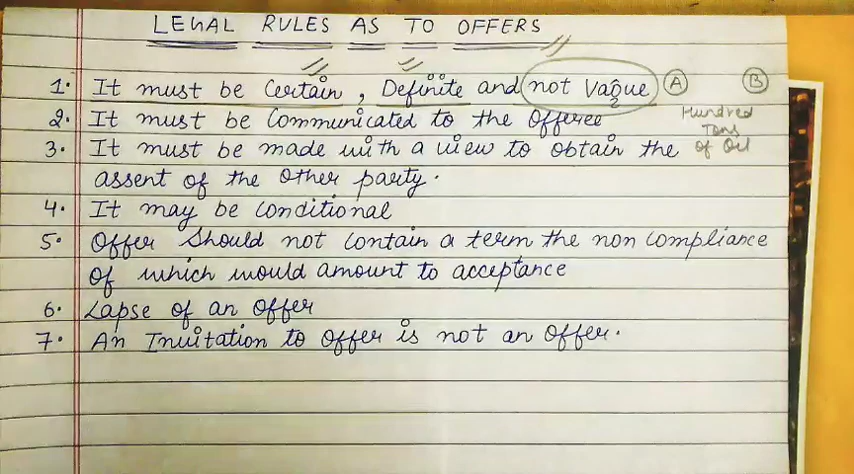 LEGAL RULES AS TO OFFERS
1. It must be Certain, Definite and not Vague A B
2. It must be Communicated to the Offeree Hundred Tons of Oil
3. It must be made with a view to obtain the
assent of the other party.
4. It may be conditional
5. Offer Should not contain a term the non compliance
of which would amount to acceptance
6. Lapse of an offer
7. An Invitation to offer is not an offer.